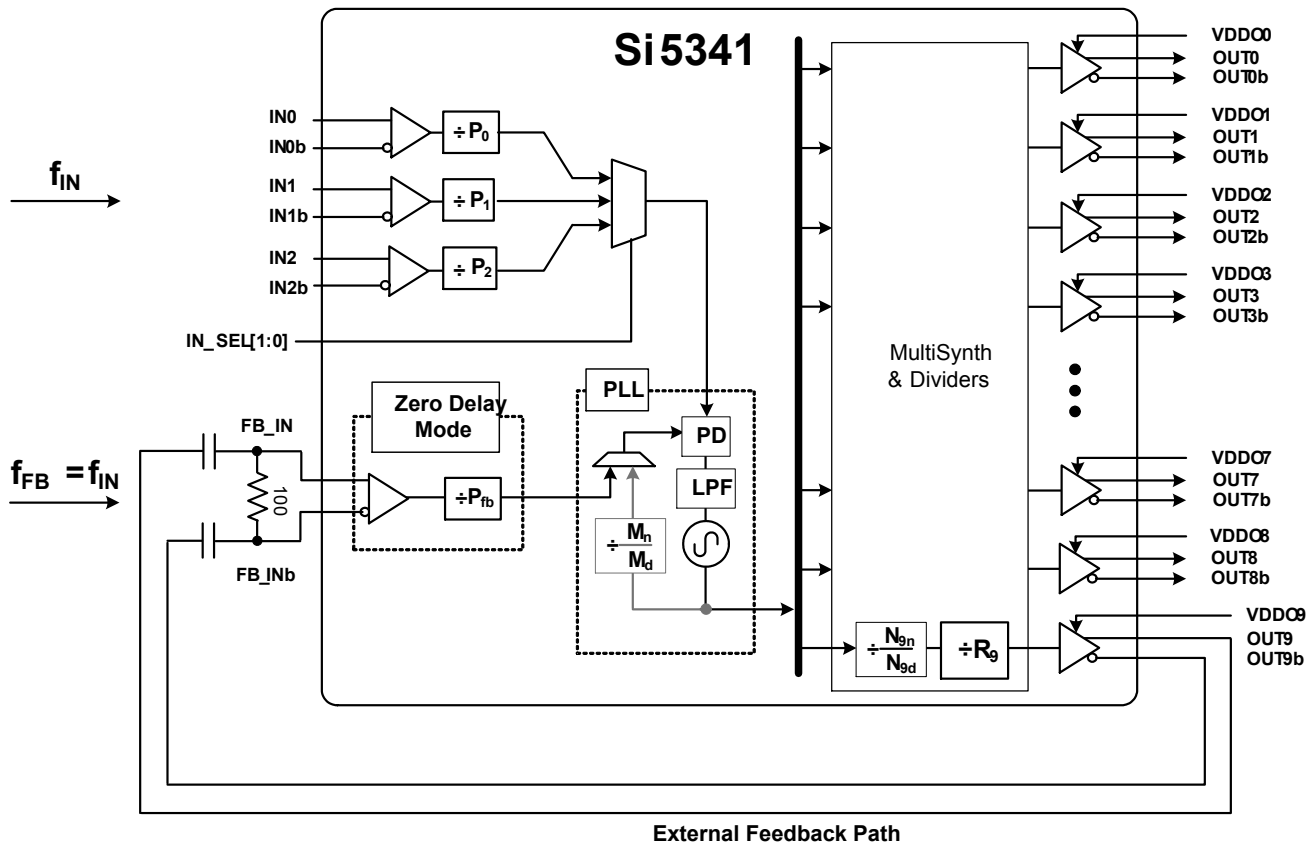 Si5341
IN0
IN0b
÷ P0
IN1
IN1b
÷ P1
IN2
IN2b
÷ P2
fIN
IN_SEL[1:0]
Zero Delay
Mode
FB_IN
fFB = fIN
100
FB_INb
÷Pfb
PLL
PD
LPF
÷ Mn
Md
MultiSynth
& Dividers
÷ N9n
N9d
÷R9
VDDO0
OUT0
OUT0b
VDDO1
OUT1
OUT1b
VDDO2
OUT2
OUT2b
VDDO3
OUT3
OUT3b
VDDO7
OUT7
OUT7b
VDDO8
OUT8
OUT8b
VDDO9
OUT9
OUT9b
External Feedback Path